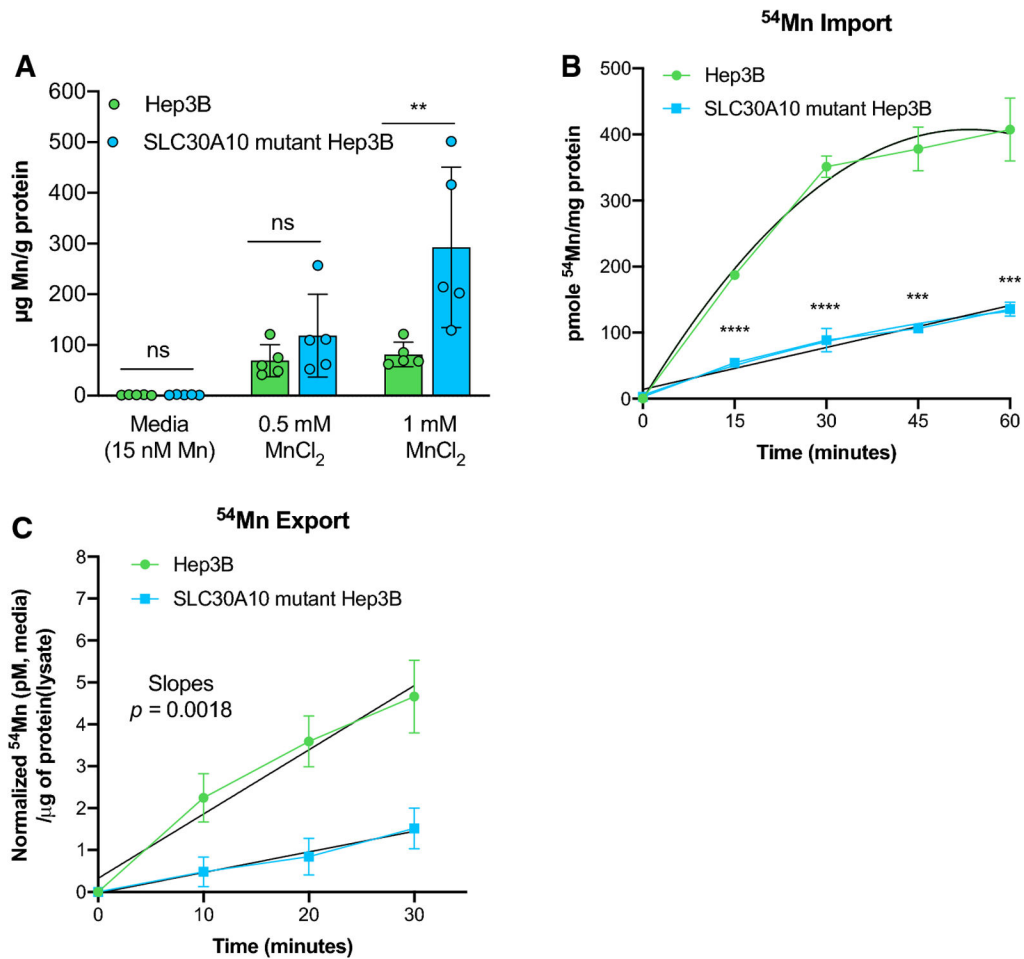 A
600
500
400
300
200
100
0
µg Mn/g protein
Hep3B
SLC30A10 mutant Hep3B
ns
ns
**
Media
(15 nM Mn)
0.5 mM
MnCl₂
1 mM
MnCl₂
⁵⁴Mn Import
B
500
400
300
200
100
0
pmole ⁵⁴Mn/mg protein
Hep3B
SLC30A10 mutant Hep3B
****
****
***
***
0
15
30
45
60
Time (minutes)
⁵⁴Mn Export
C
8
7
6
5
4
3
2
1
0
Normalized ⁵⁴Mn (pM, media)
/µg of protein(lysate)
Hep3B
SLC30A10 mutant Hep3B
Slopes
p = 0.0018
0
10
20
30
Time (minutes)